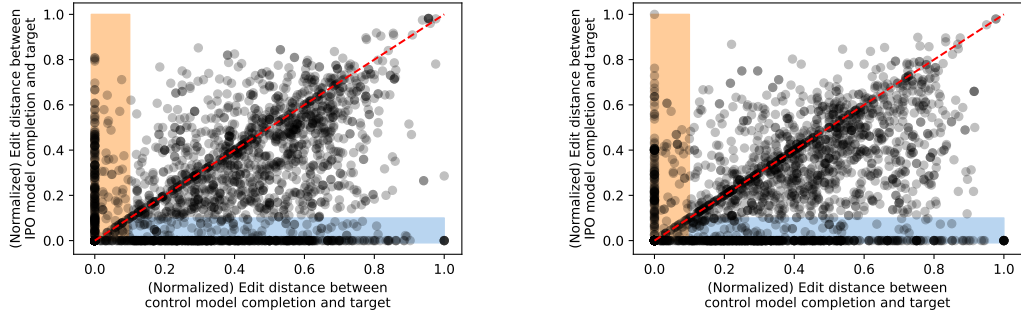 (Normalized) Edit distance between
IPO model completion and target
1.0
0.8
0.6
0.4
0.2
0.0
0.0 0.2 0.4 0.6 0.8 1.0
(Normalized) Edit distance between
control model completion and target
(Normalized) Edit distance between
IPO model completion and target
1.0
0.8
0.6
0.4
0.2
0.0
0.0 0.2 0.4 0.6 0.8 1.0
(Normalized) Edit distance between
control model completion and target